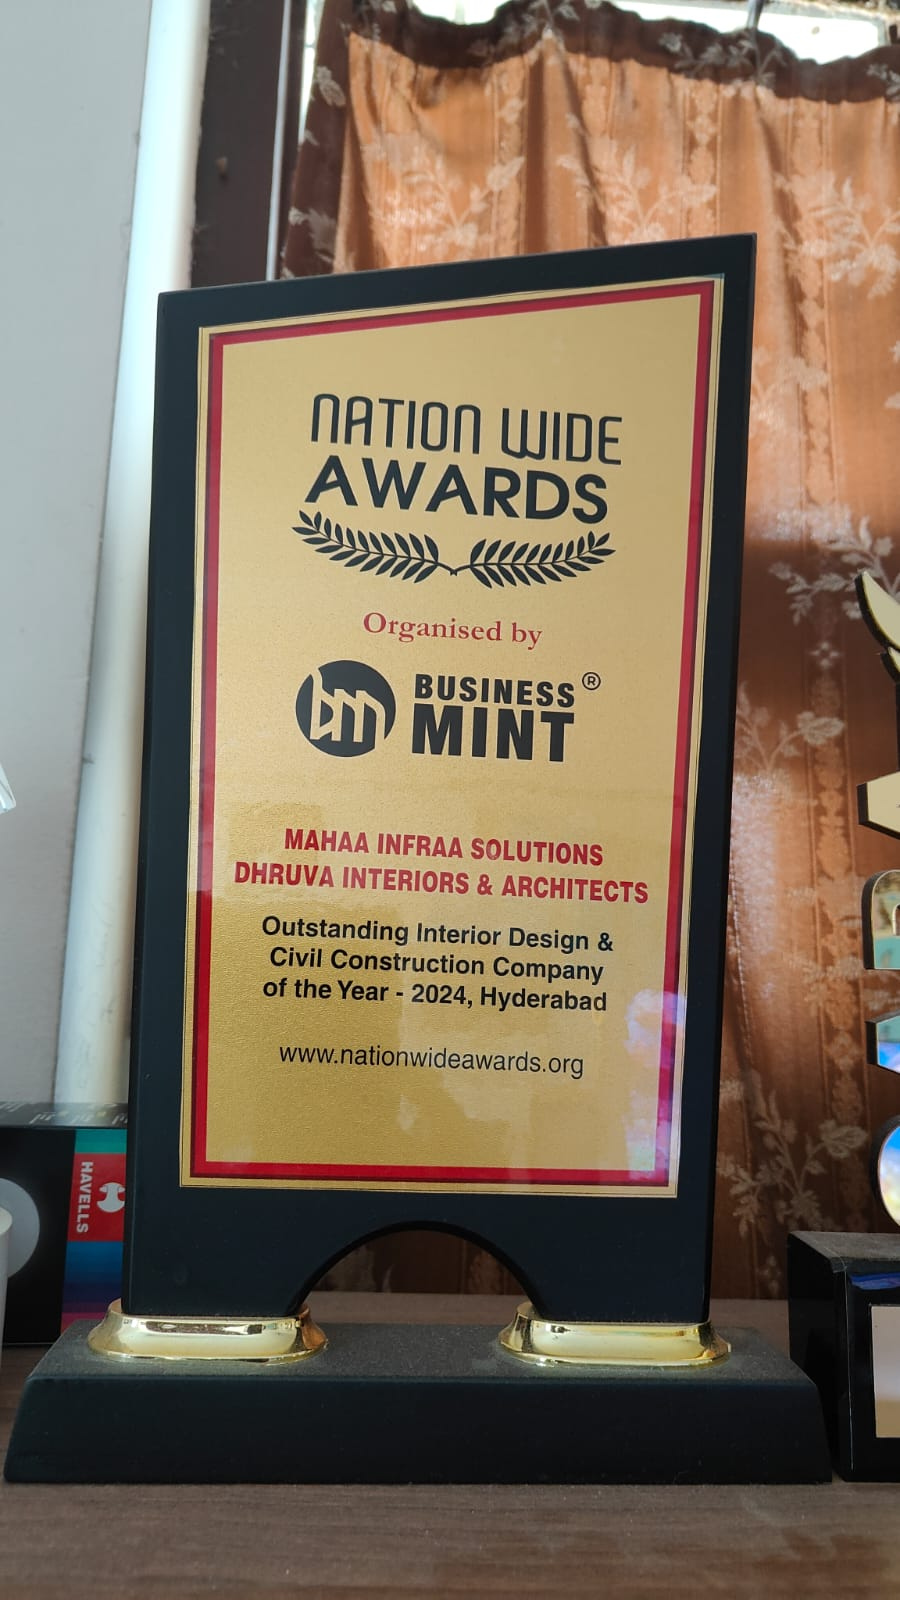 NATION WIDE
AWARDS
Organised by
bm
BUSINESS ®
MINT
MAHAA INFRAA SOLUTIONS
DHRUVA INTERIORS & ARCHITECTS
Outstanding Interior Design &
Civil Construction Company
of the Year - 2024, Hyderabad
www.nationwideawards.org
HAVELLS